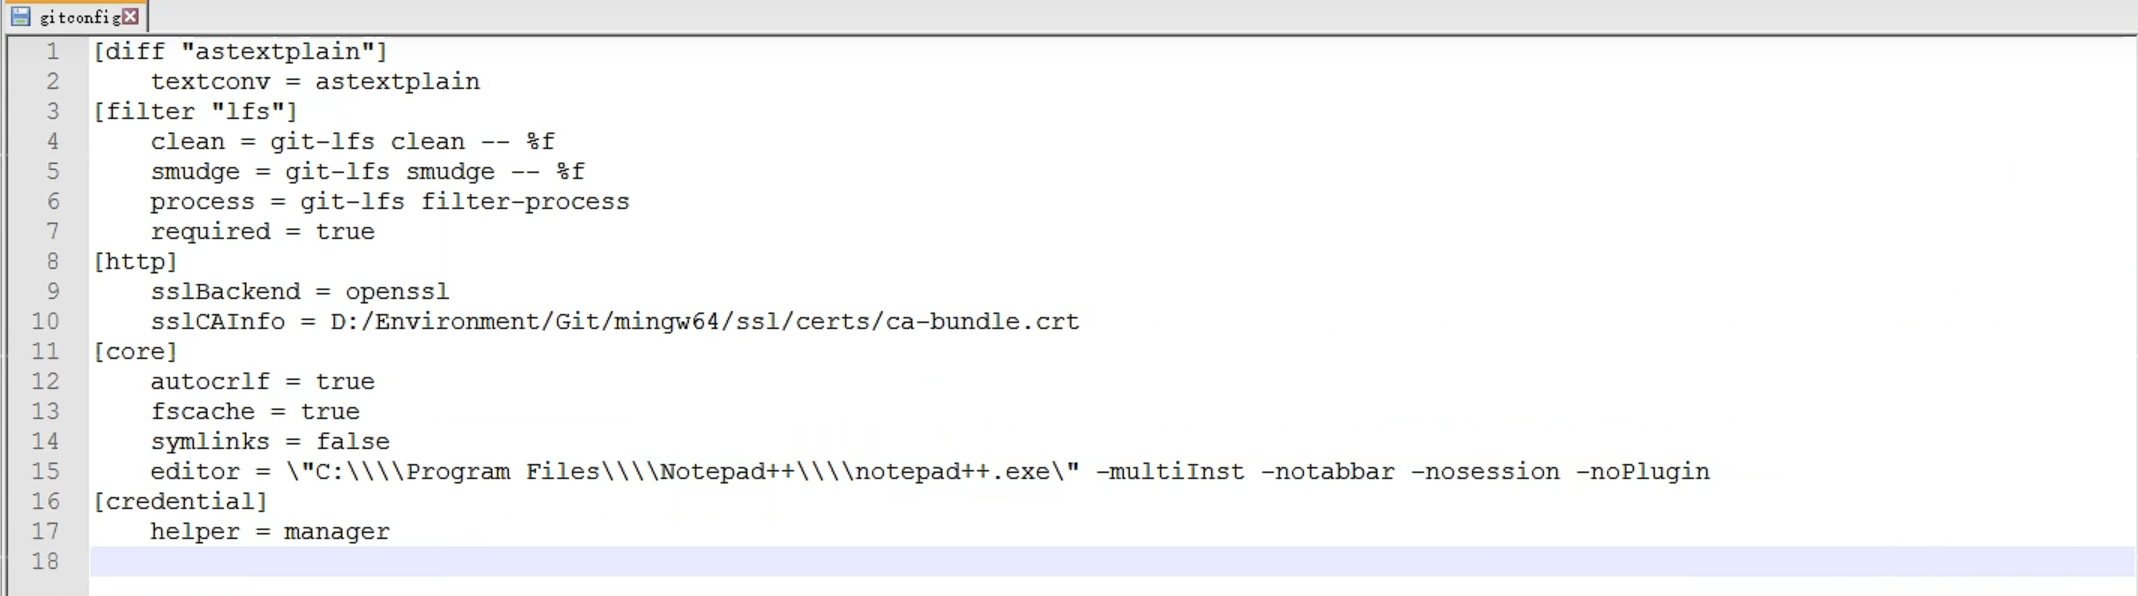 gitconfig
1 [diff "astextplain"]
2     textconv = astextplain
3 [filter "lfs"]
4     clean = git-lfs clean -- %f
5     smudge = git-lfs smudge -- %f
6     process = git-lfs filter-process
7     required = true
8 [http]
9     sslBackend = openssl
10     sslCAInfo = D:/Environment/Git/mingw64/ssl/certs/ca-bundle.crt
11 [core]
12     autocrlf = true
13     fscache = true
14     symlinks = false
15     editor = \"C:\\\\Program Files\\\\Notepad++\\\\notepad++.exe\" -multiInst -notabbar -nosession -noPlugin
16 [credential]
17     helper = manager
18